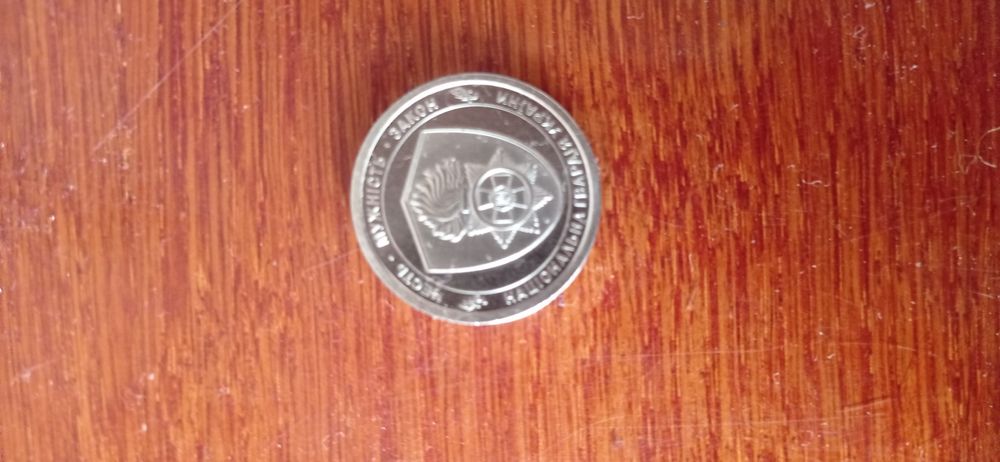 НАЦІОНАЛЬНА ГВАРДІЯ УКРАЇНИ
ЧЕСТЬ · МУЖНІСТЬ · ЗАКОН